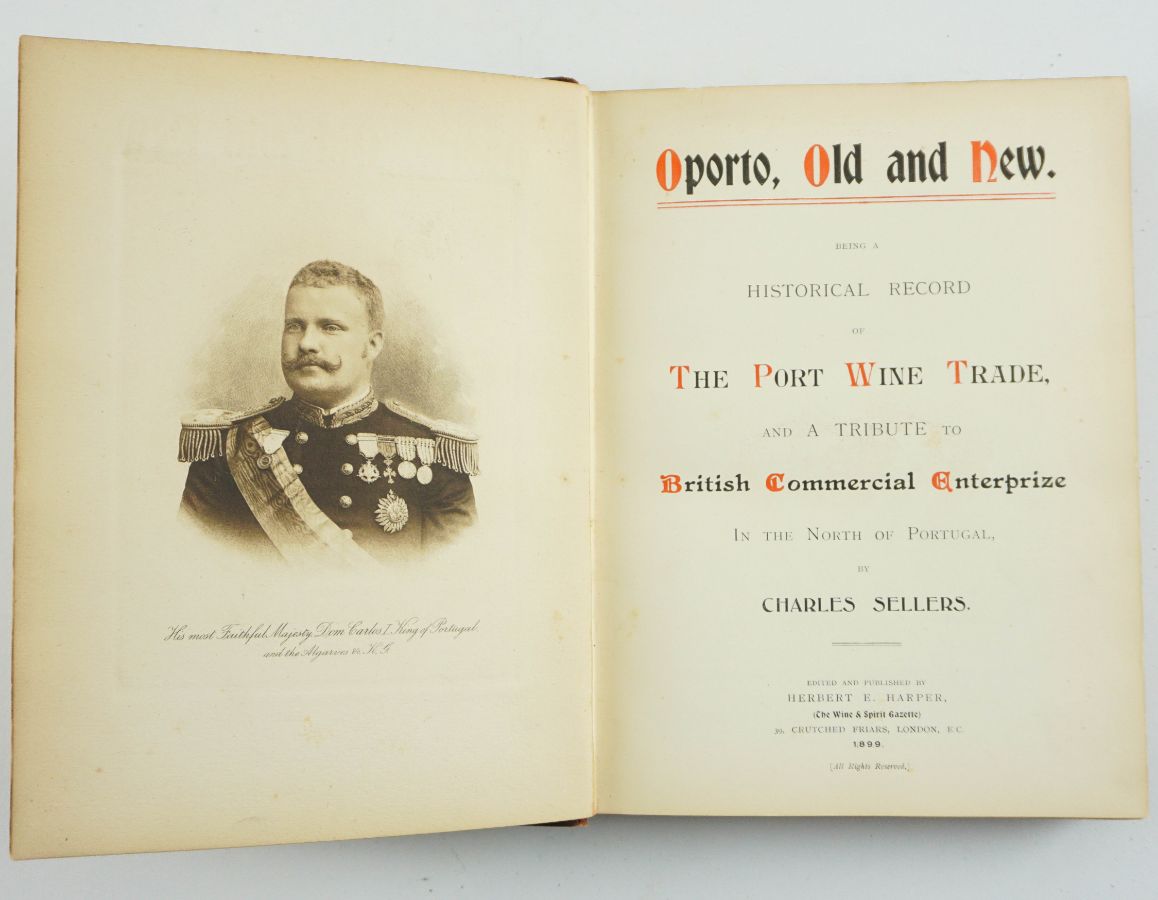 His most Faithful Majesty, Dom Carlos I. King of Portugal.
and the Algarves &c. K. G.
Oporto, Old and New.
BEING A
HISTORICAL RECORD
OF
THE PORT WINE TRADE,
AND A TRIBUTE TO
British Commercial Enterprize
IN THE NORTH OF PORTUGAL,
BY
CHARLES SELLERS.
EDITED AND PUBLISHED BY
HERBERT E. HARPER,
(The Wine & Spirit Gazette)
39, CRUTCHED FRIARS, LONDON, E.C.
1899.
[All Rights Reserved.]